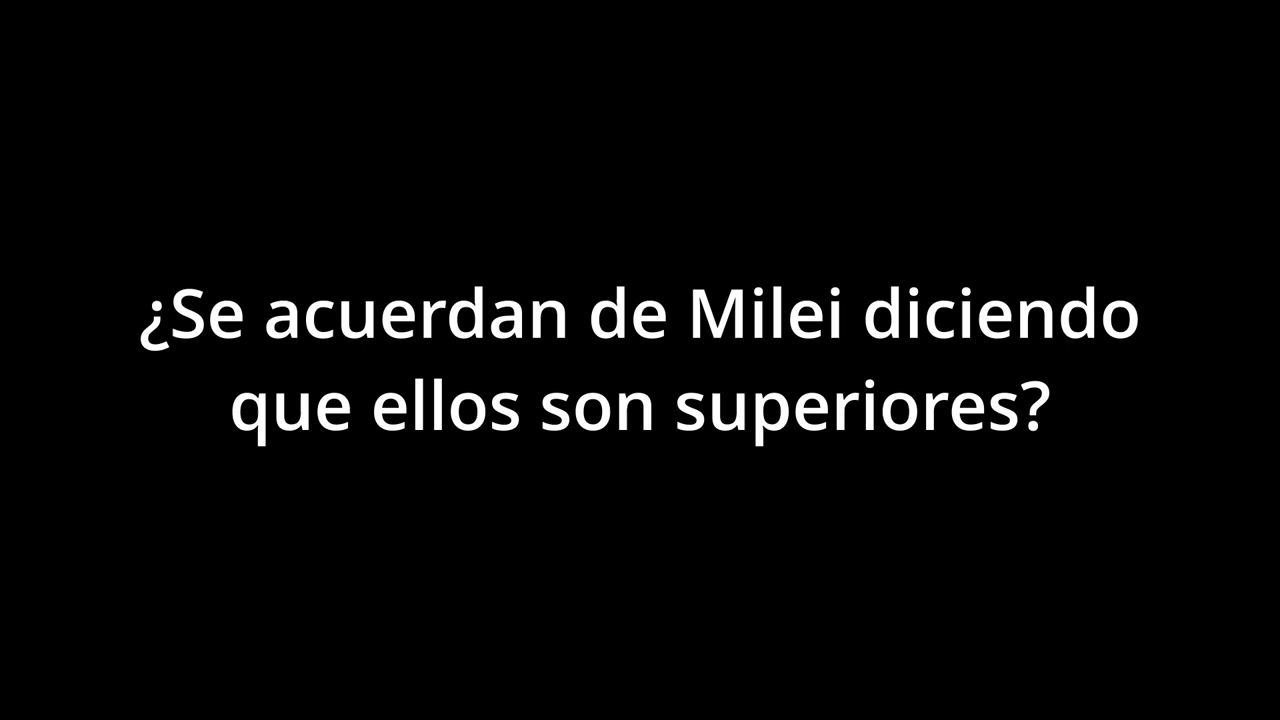 ¿Se acuerdan de Milei diciendo
que ellos son superiores?